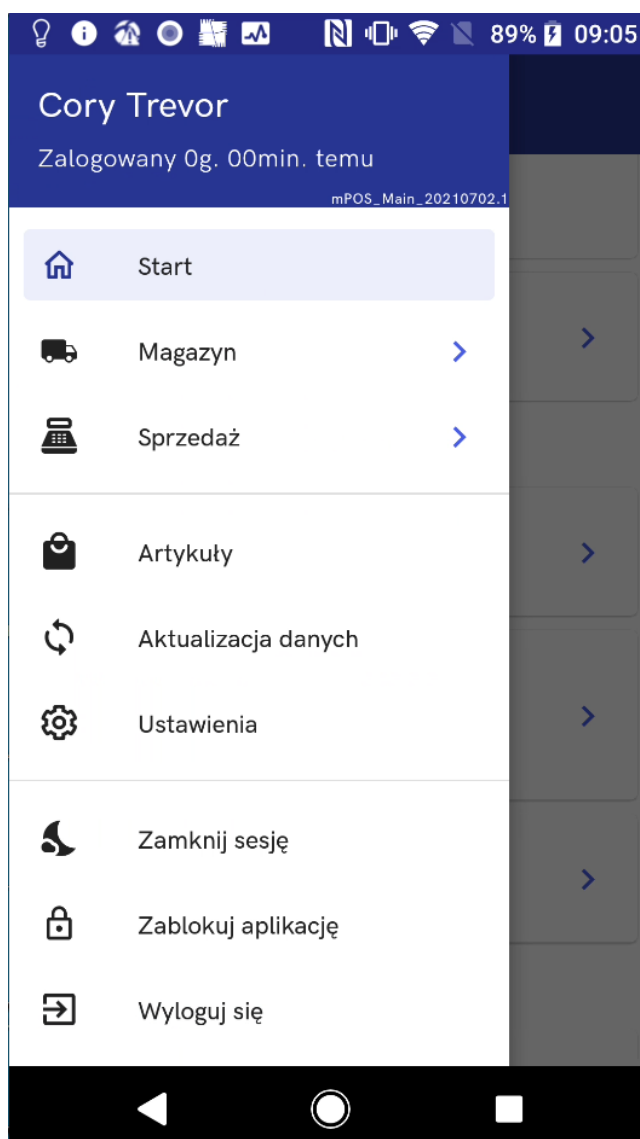 89% 09:05
Cory Trevor
Zalogowany 0g. 00min. temu
mPOS_Main_20210702.1
Start
Magazyn
Sprzedaż
Artykuły
Aktualizacja danych
Ustawienia
Zamknij sesję
Zablokuj aplikację
Wyloguj się